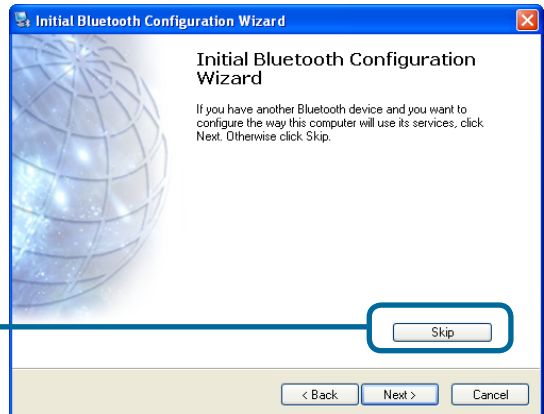 Initial Bluetooth Configuration Wizard
Initial Bluetooth Configuration
Wizard
If you have another Bluetooth device and you want to
configure the way this computer will use its services, click
Next. Otherwise click Skip.
Skip
< Back Next > Cancel